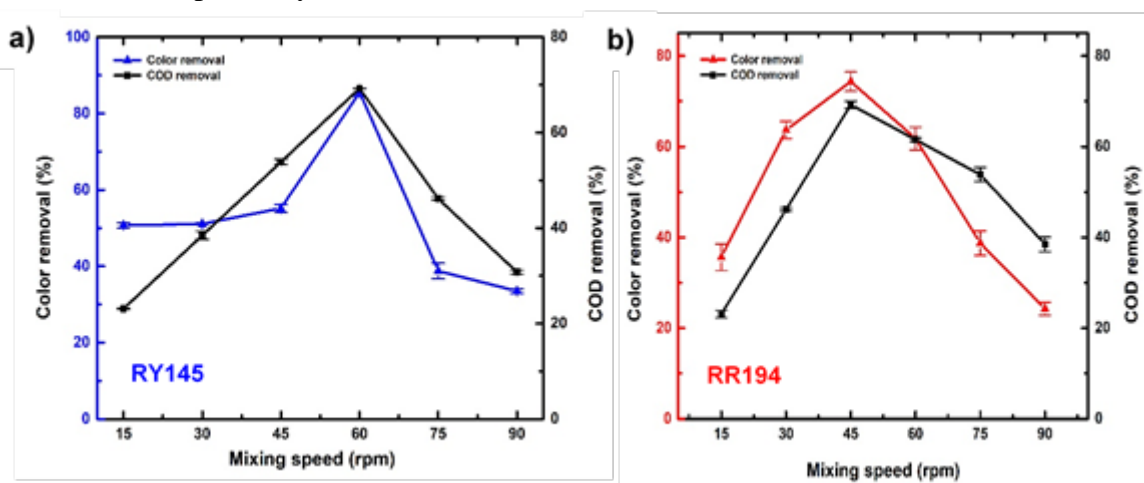 a)
Color removal
COD removal
Color removal (%)
100
80
60
40
20
0
COD removal (%)
80
60
40
20
0
RY145
15 30 45 60 75 90
Mixing speed (rpm)
b)
Color removal
COD removal
Color removal (%)
80
60
40
20
0
COD removal (%)
80
60
40
20
0
RR194
15 30 45 60 75 90
Mixing speed (rpm)